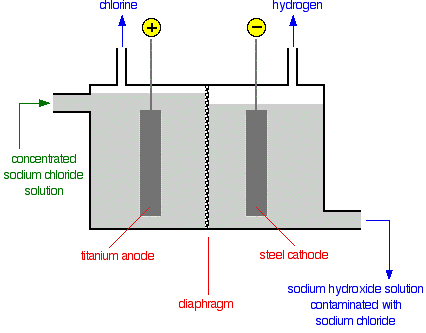 chlorine
hydrogen
+
−
concentrated
sodium chloride
solution
titanium anode
steel cathode
diaphragm
sodium hydroxide solution
contaminated with
sodium chloride